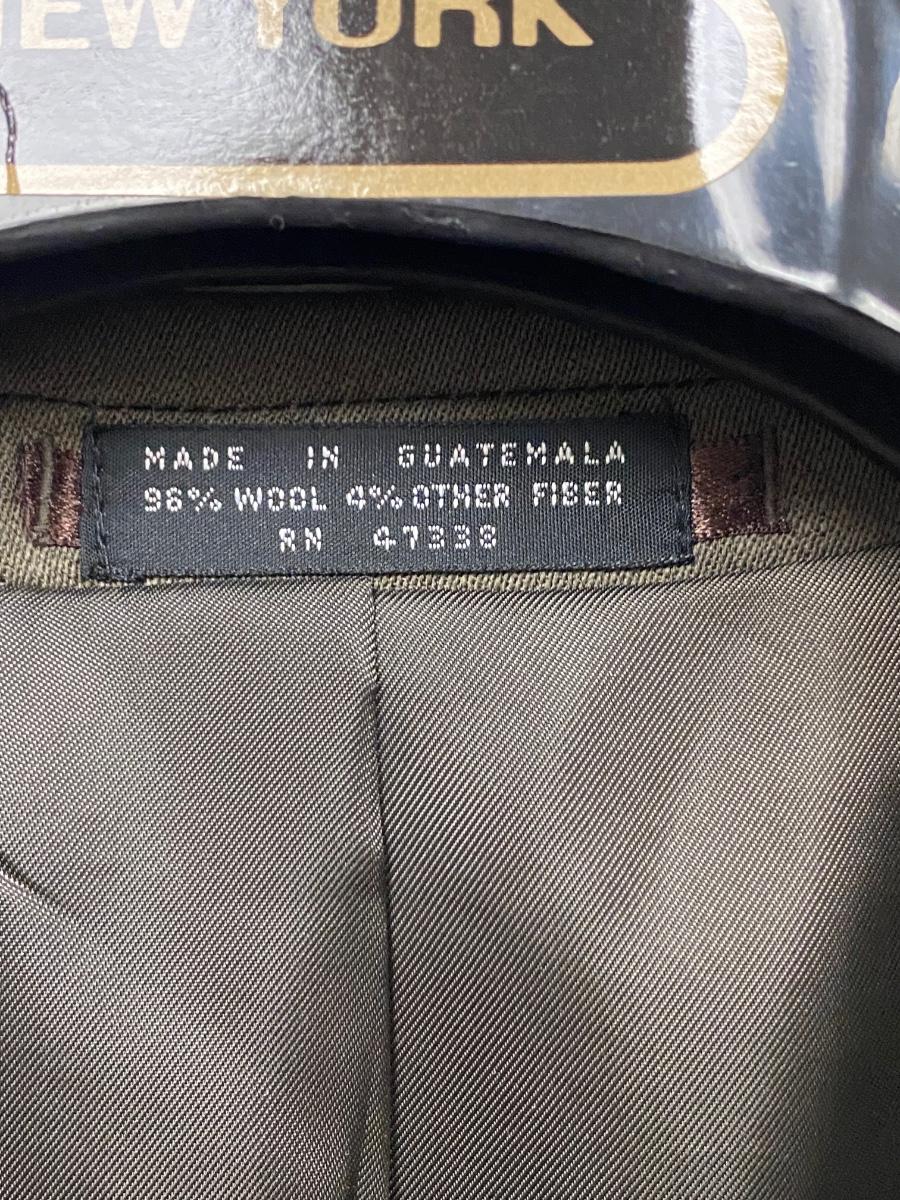 NEW YORK
MADE IN GUATEMALA
96% WOOL 4% OTHER FIBER
RN 47339